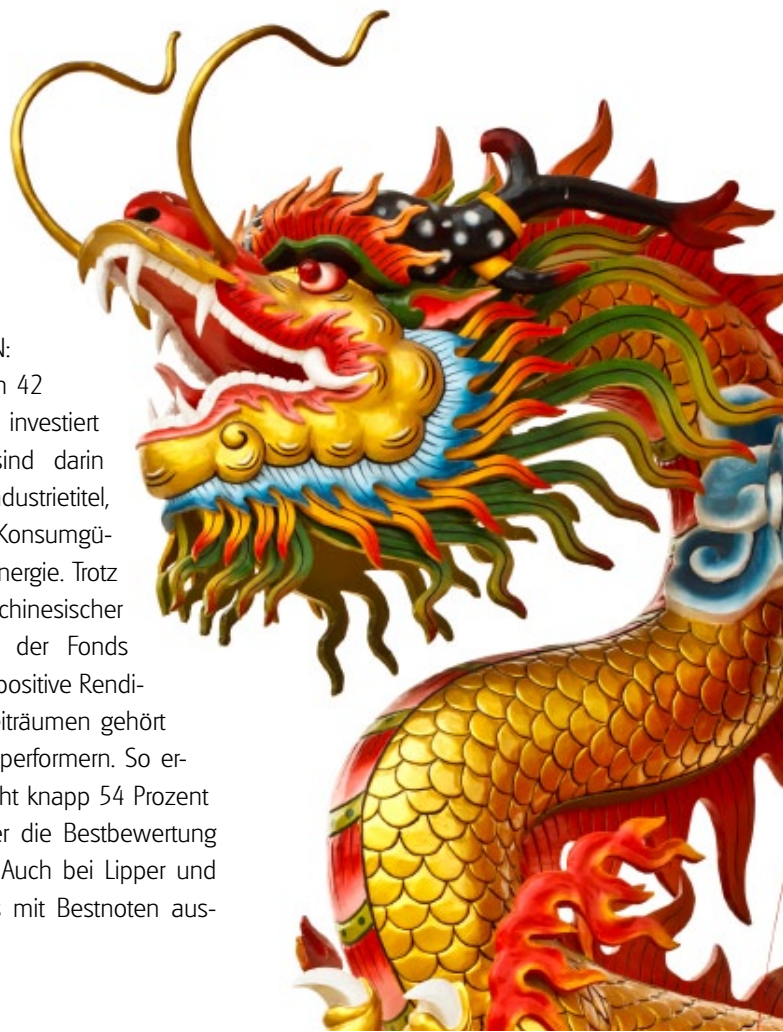 N:
n 42
investiert
sind darin
dustrietitel,
Konsumgü-
nergie. Trotz
chinesischer
der Fonds
positive Rendi-
eiträumen gehört
performern. So er-
ht knapp 54 Prozent
er die Bestbewertung
Auch bei Lipper und
s mit Bestnoten aus-